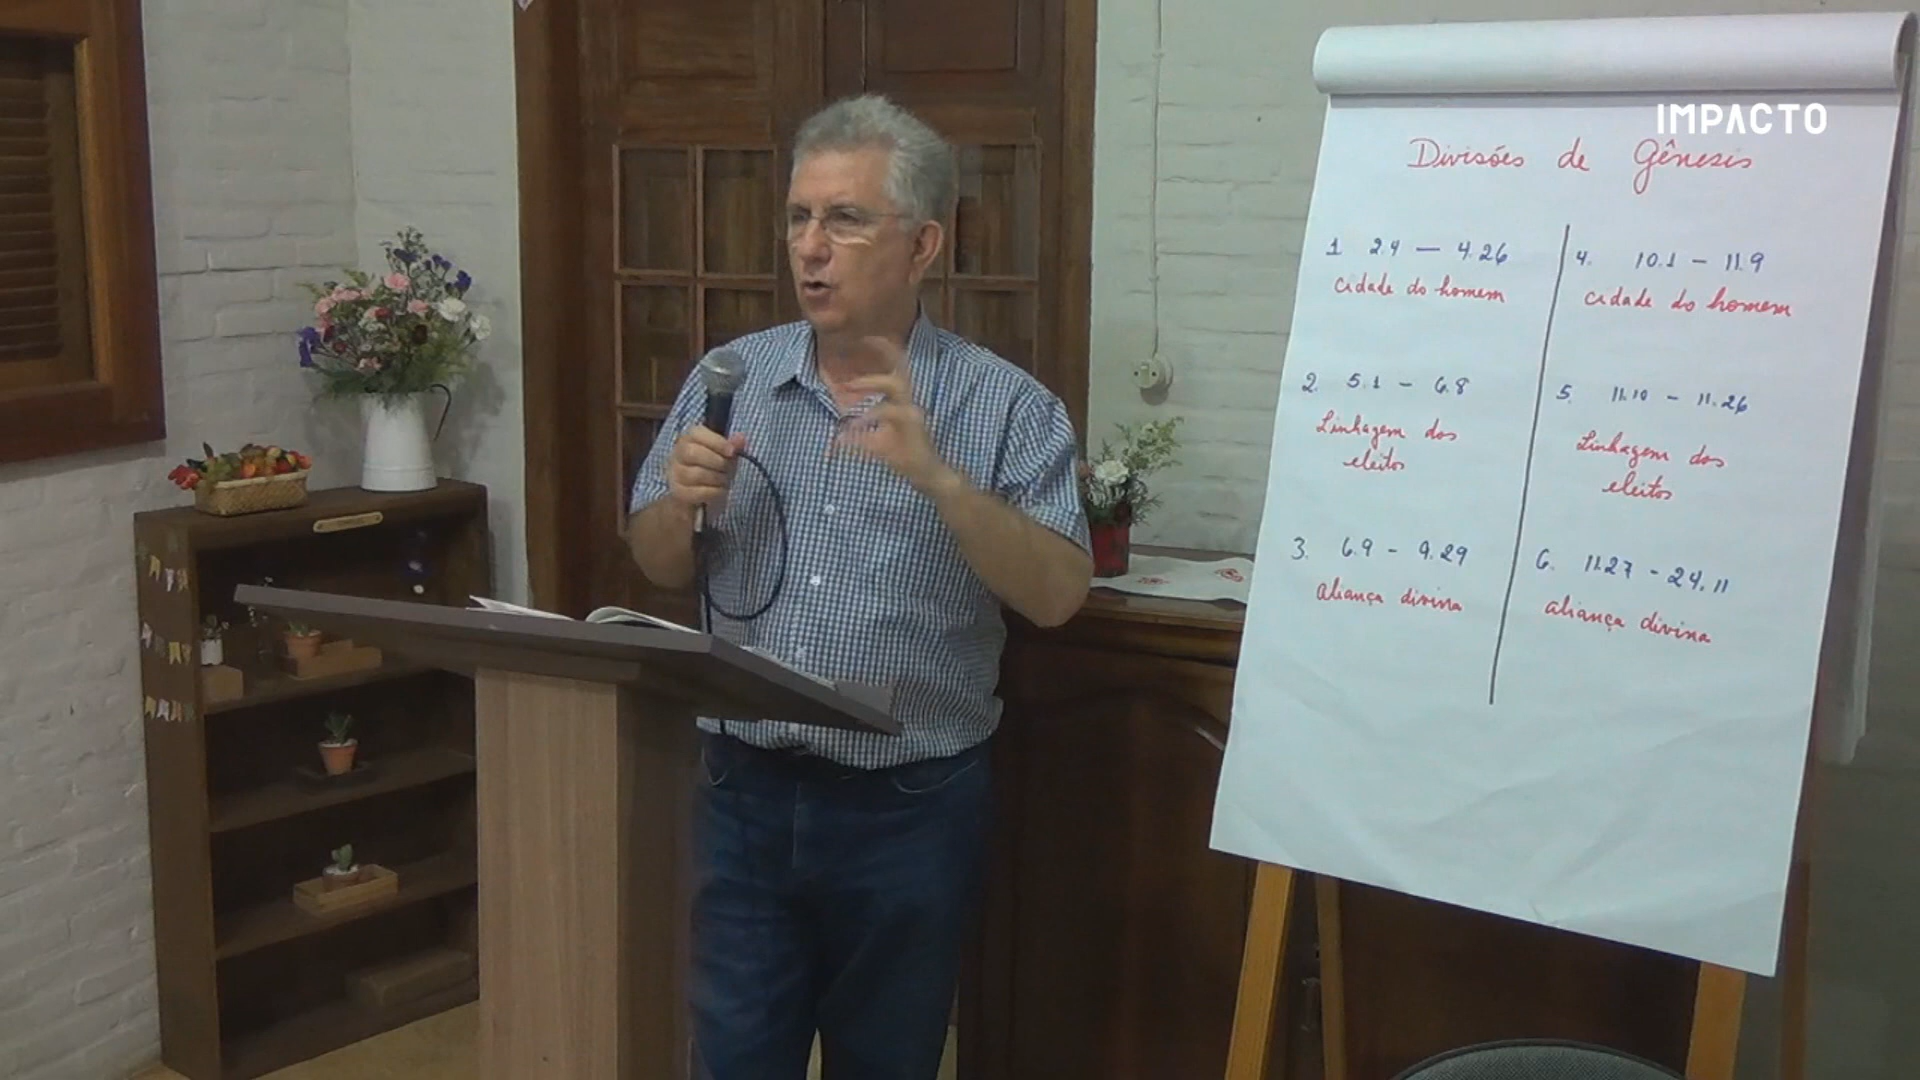 IMPACTO
Divisões de Gênesis
1 2.4 — 4.26
cidade do homem
2. 5.1 - 6.8
Linhagem dos
eleitos
3. 6.9 - 9.29
aliança divina
4. 10.1 - 11.9
cidade do homem
5. 11.10 - 11.26
Linhagem dos
eleitos
6. 11.27 - 24.11
aliança divina